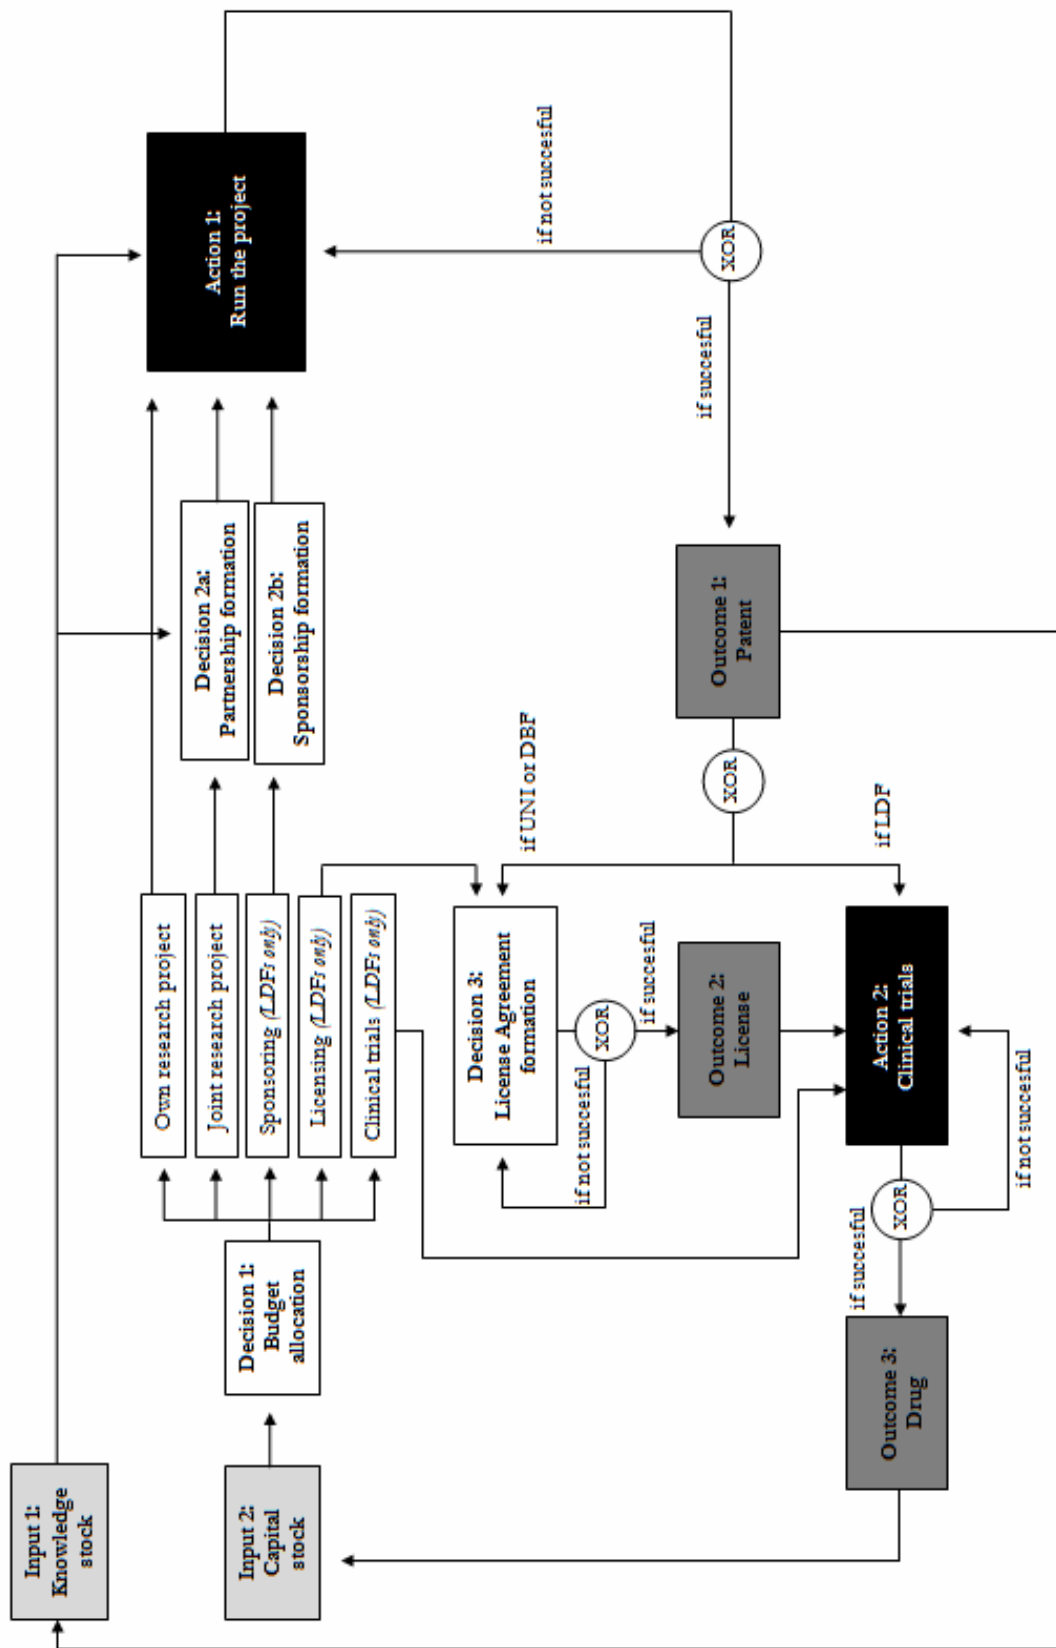 Input 1:
Knowledge
stock
Input 2:
Capital
stock
Decision 1:
Budget
allocation
Own research project
Joint research project
Sponsoring (LDFs only)
Licensing (LDFs only)
Clinical trials (LDFs only)
Decision 2a:
Partnership formation
Decision 2b:
Sponsorship formation
Action 1:
Run the project
if not succesful
XOR
if succesful
Outcome 1:
Patent
XOR
if UNI or DBF
if LDF
Decision 3:
License Agreement
formation
if not succesful
XOR
if succesful
Outcome 2:
License
Action 2:
Clinical trials
XOR
if not succesful
if succesful
Outcome 3:
Drug